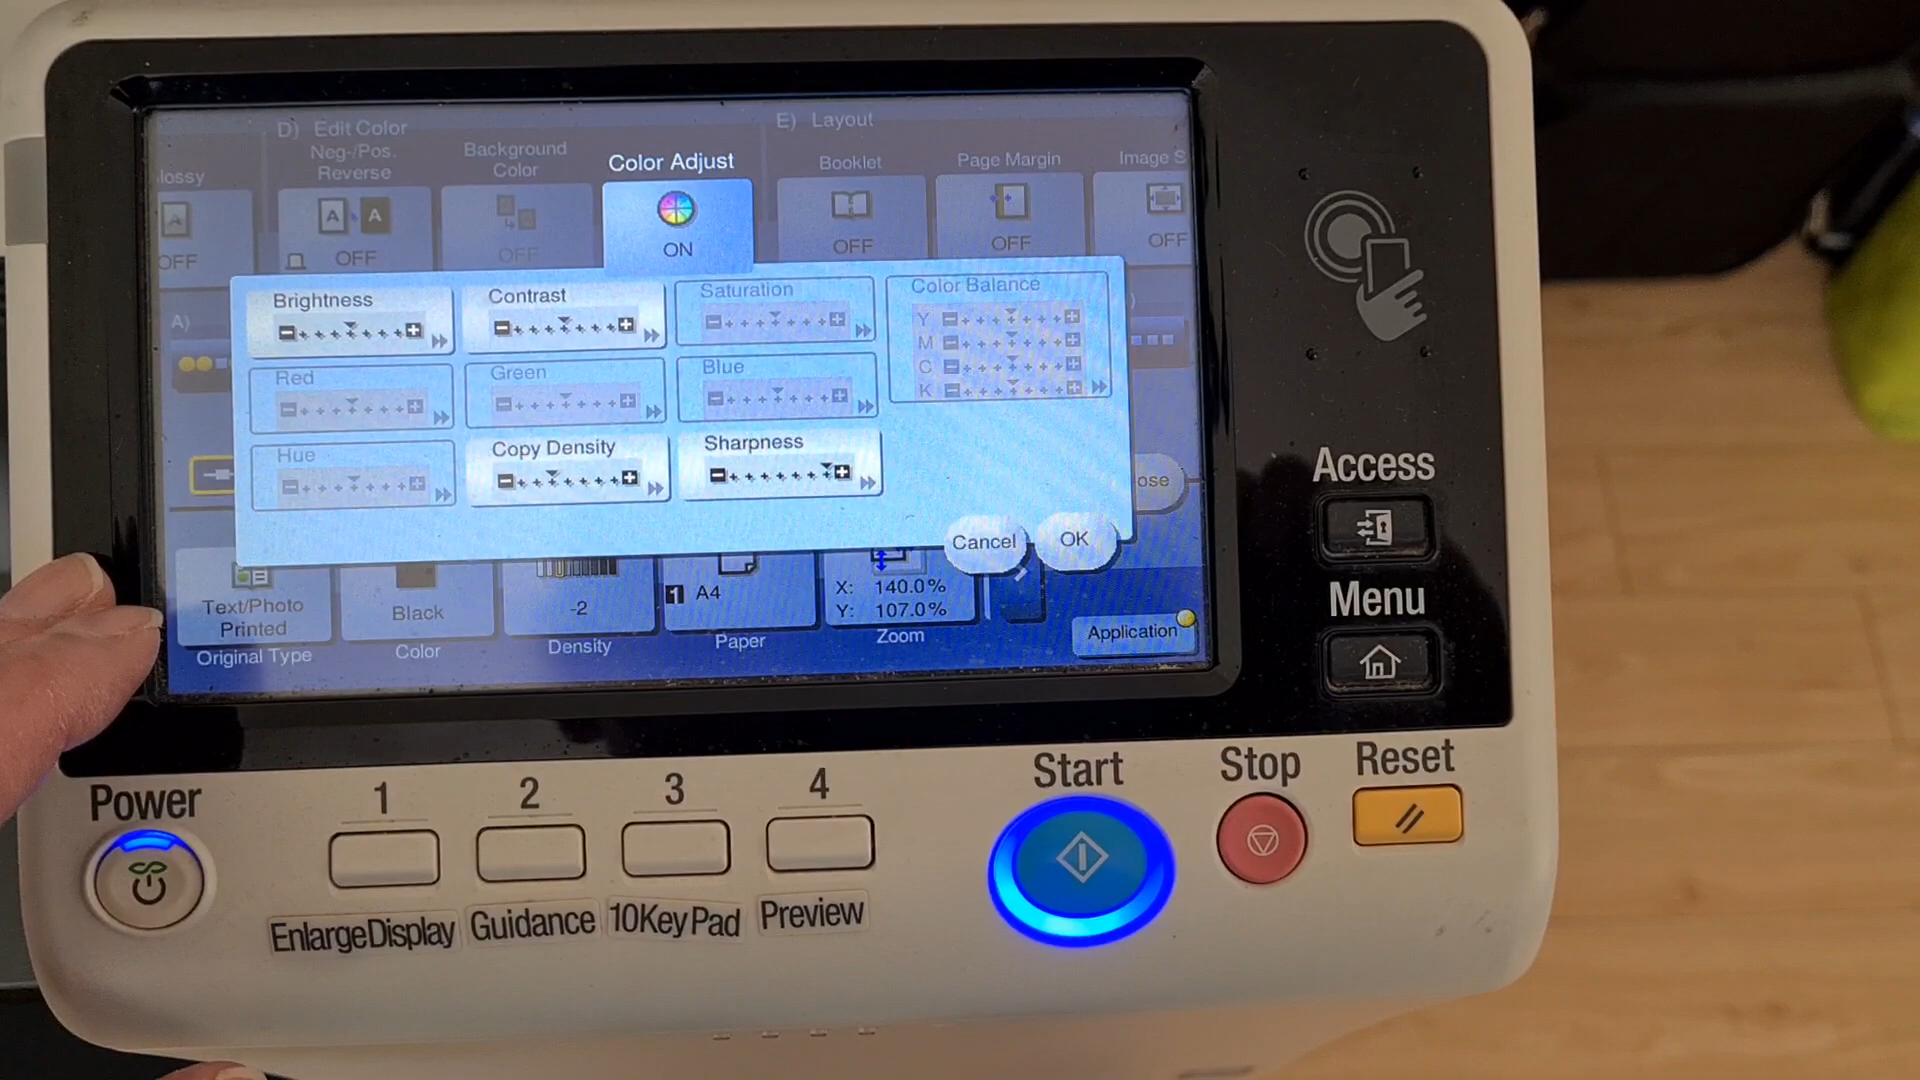 D) Edit Color
E) Layout
Neg-/Pos.
Reverse
Background
Color
Color Adjust
Booklet
Page Margin
Image S
lossy
OFF
OFF
OFF
ON
OFF
OFF
OFF
Brightness
Contrast
Saturation
Color Balance
Y
M
C
K
A)
Red
Green
Blue
Hue
Copy Density
Sharpness
ose
Cancel
OK
Text/Photo
Printed
Black
-2
1 A4
X: 140.0%
Y: 107.0%
Original Type
Color
Density
Paper
Zoom
Application
Access
Menu
Power
1
2
3
4
Start
Stop
Reset
EnlargeDisplay
Guidance
10KeyPad
Preview